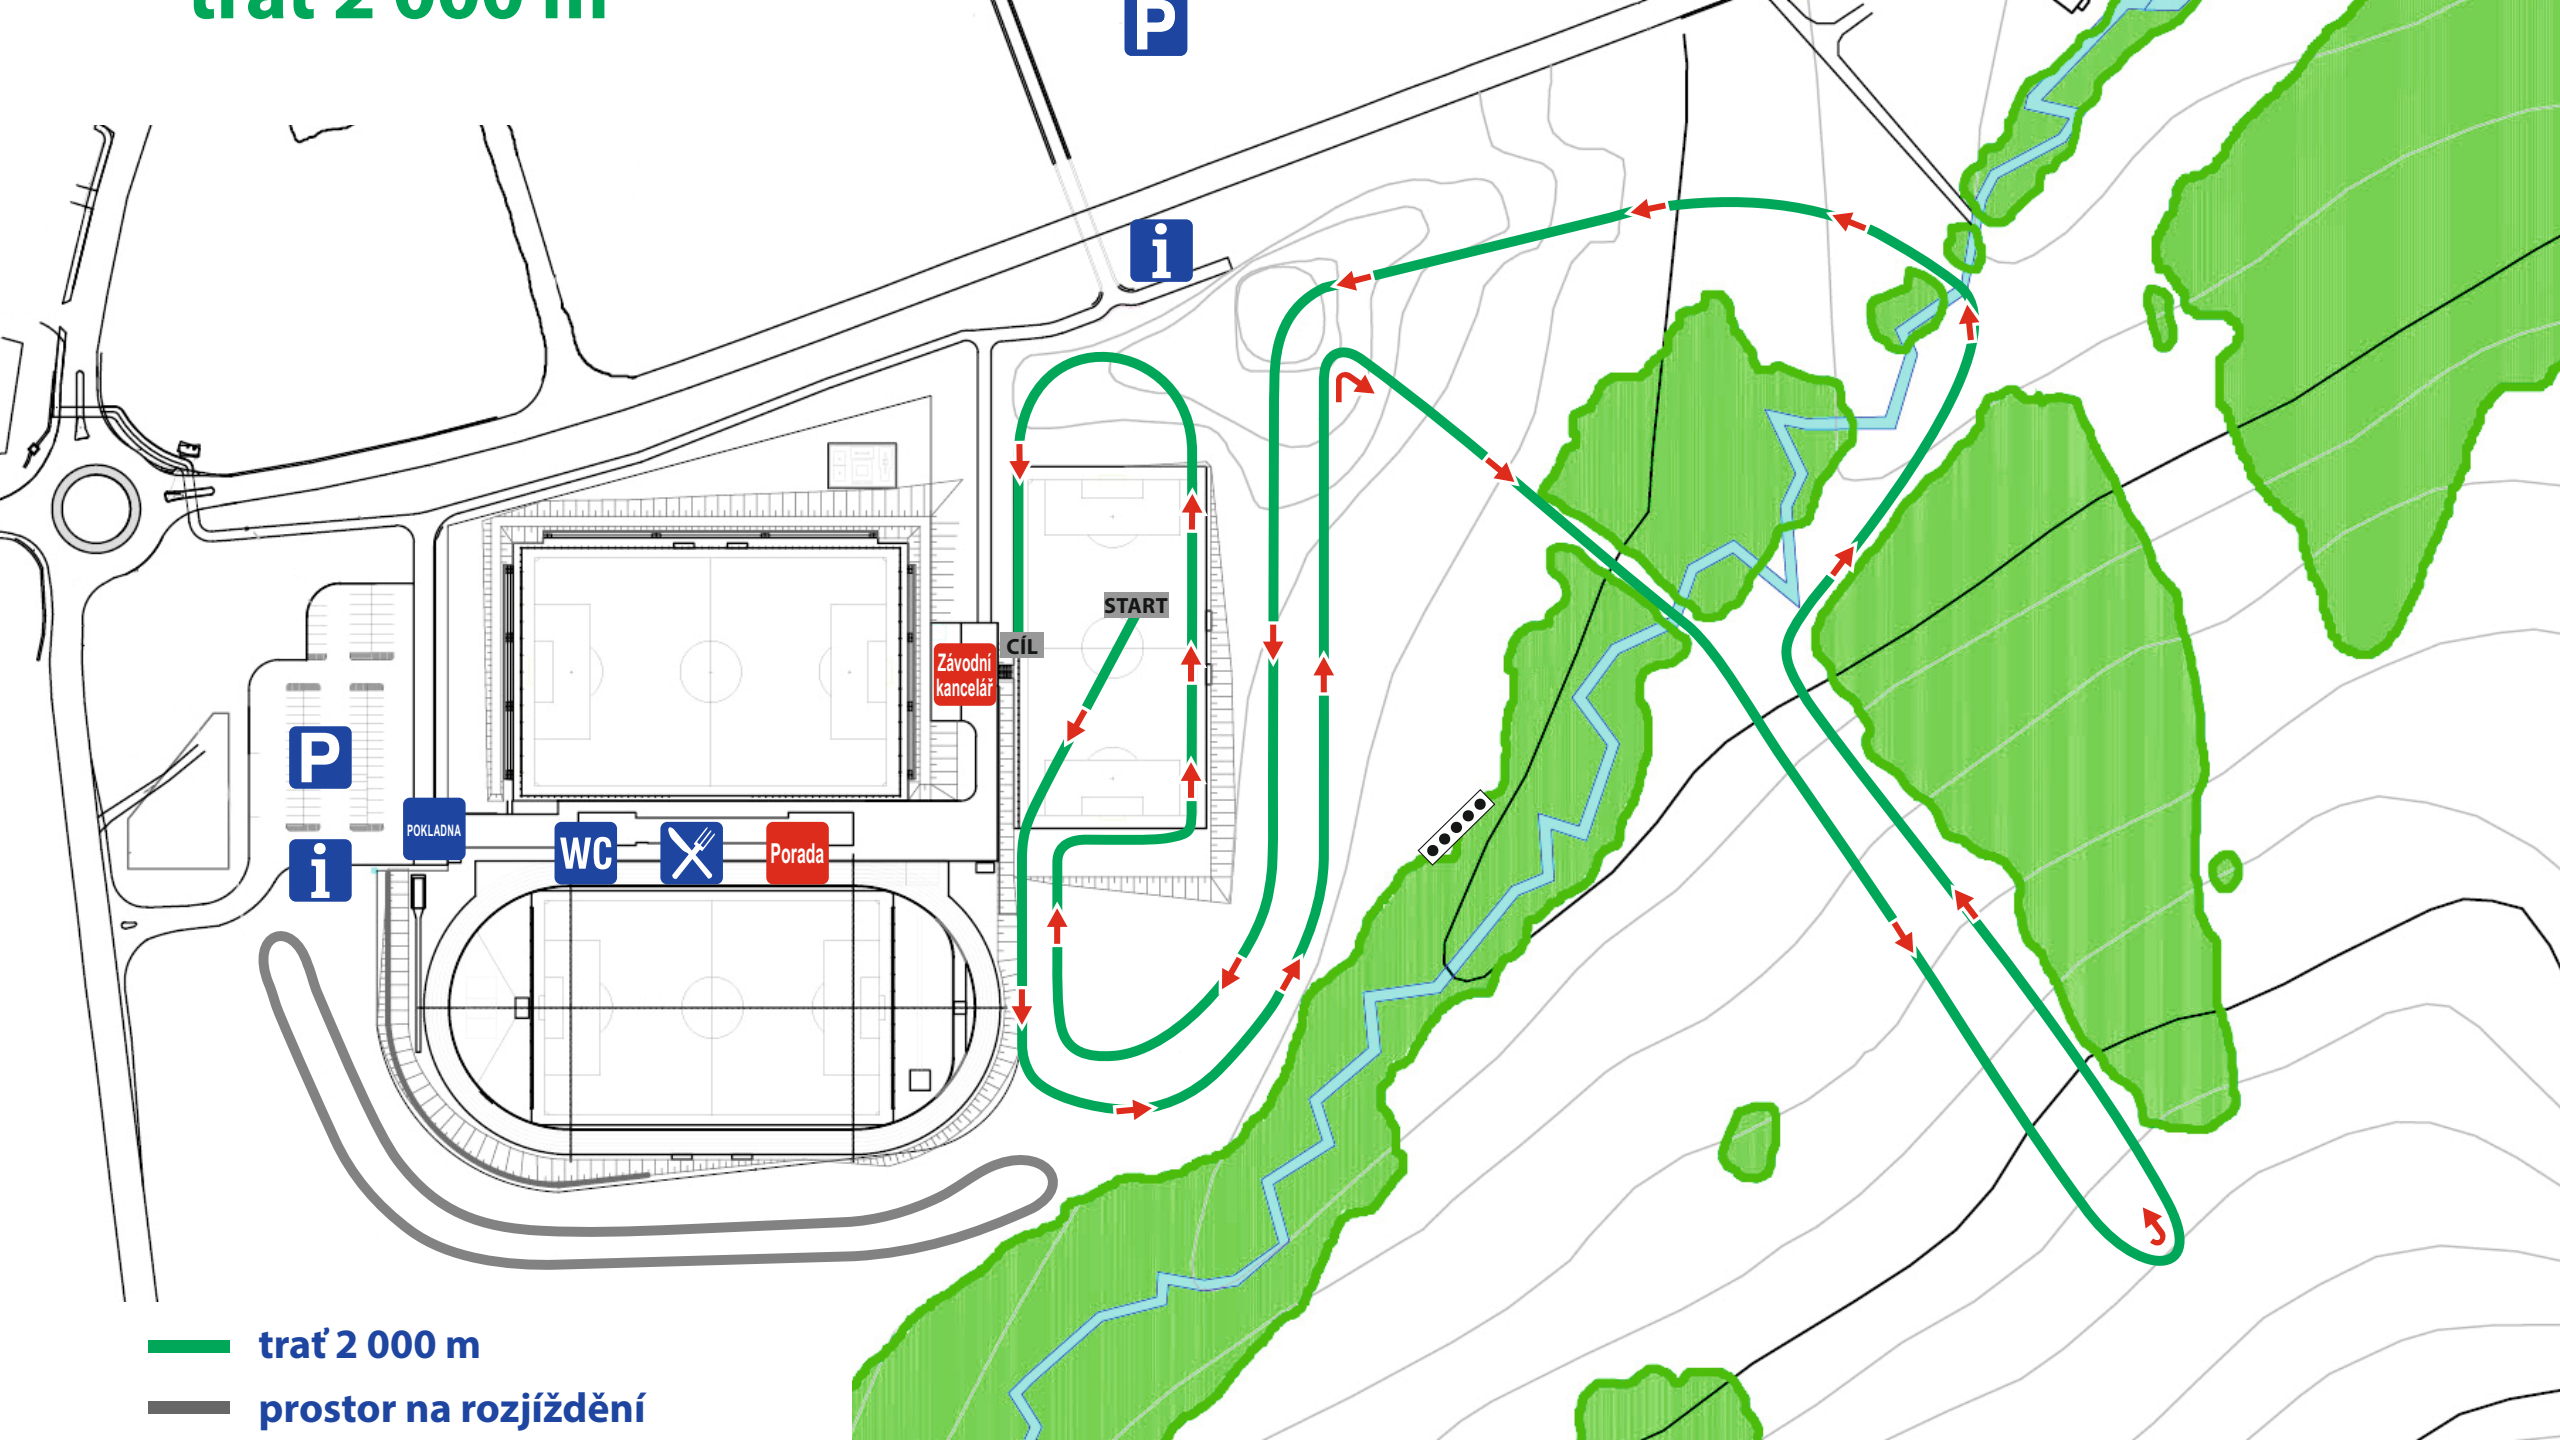 trať 2 000 m
P
i
START
CÍL
Závodní
kancelář
P
POKLADNA
WC
Porada
i
trať 2 000 m
prostor na rozjíždění